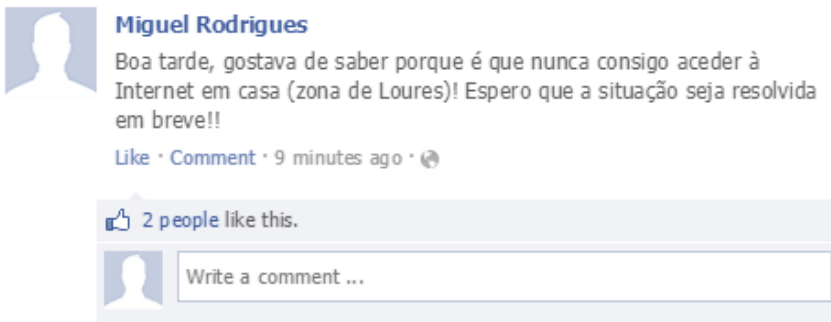 Miguel Rodrigues
Boa tarde, gostava de saber porque é que nunca consigo aceder à
Internet em casa (zona de Loures)! Espero que a situação seja resolvida
em breve!!
Like · Comment · 9 minutes ago ·
2 people like this.
Write a comment ...